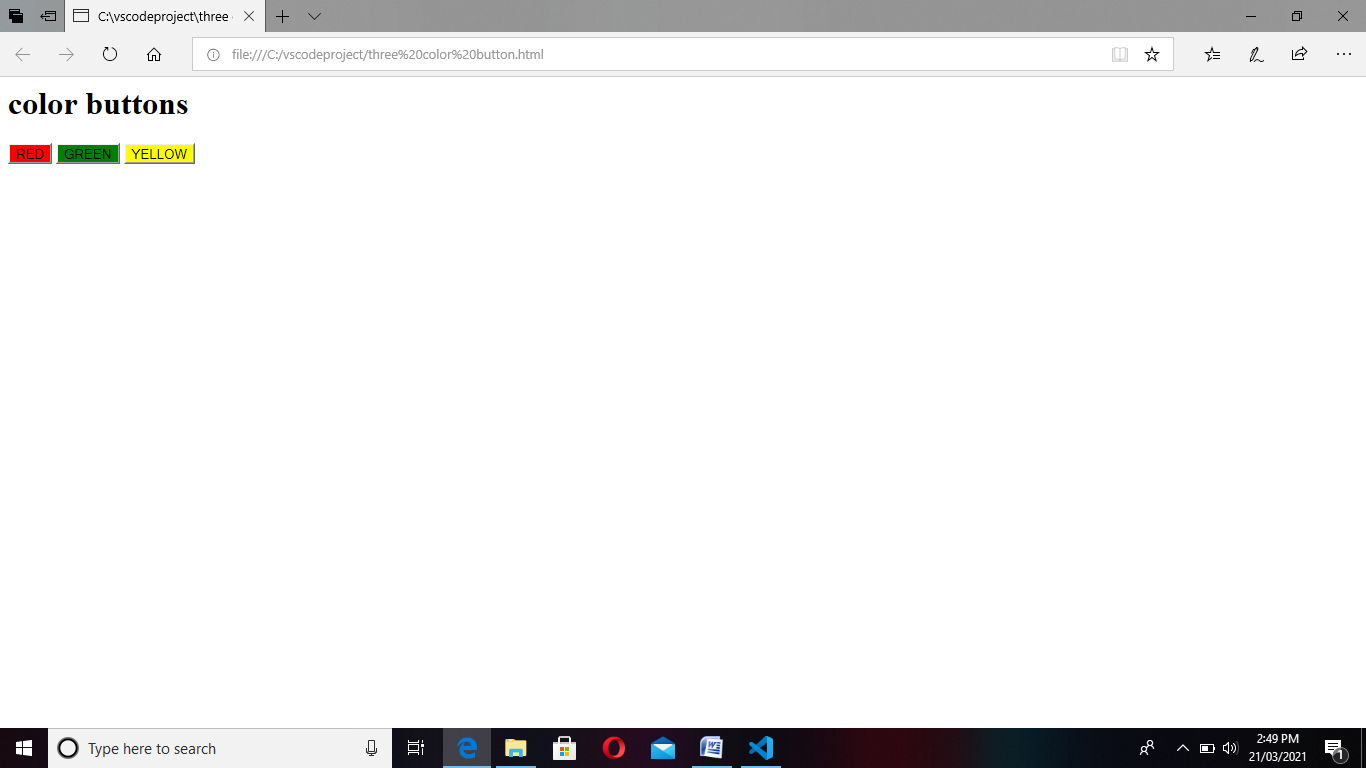 C:\vscodeproject\three
file:///C:/vscodeproject/three%20color%20button.html
color buttons
RED GREEN YELLOW
Type here to search
2:49 PM
21/03/2021
1